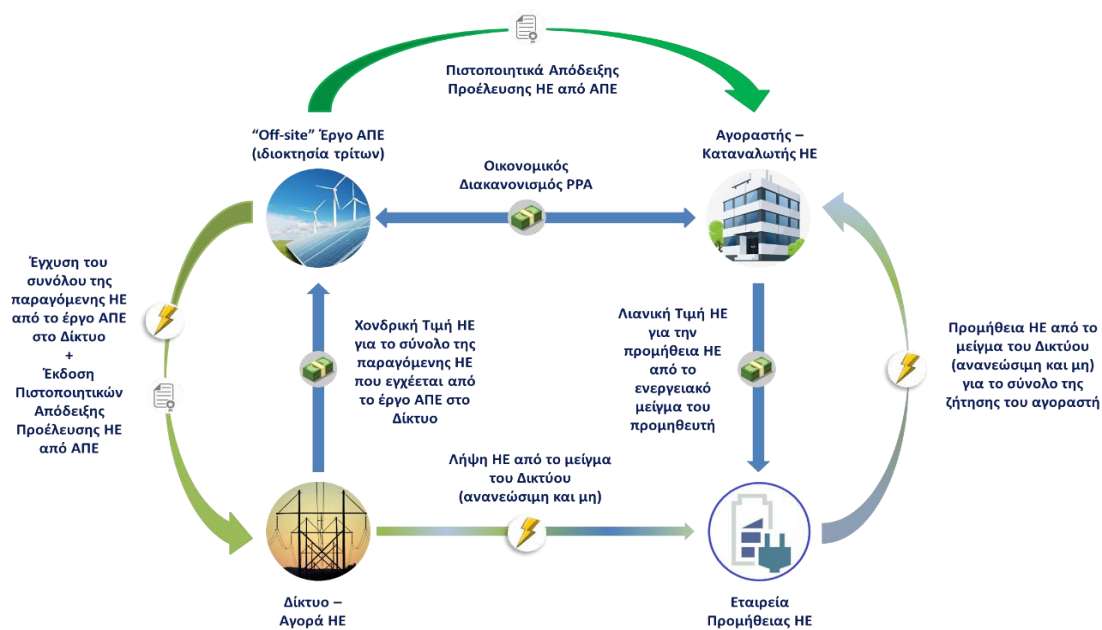 Πιστοποιητικά Απόδειξης
Προέλευσης ΗΕ από ΑΠΕ
“Off-site” Έργο ΑΠΕ
(ιδιοκτησία τρίτων)
Αγοραστής –
Καταναλωτής ΗΕ
Οικονομικός
Διακανονισμός PPA
Έγχυση του
συνόλου της
παραγόμενης ΗΕ
από το έργο ΑΠΕ
στο Δίκτυο
+
Έκδοση
Πιστοποιητικών
Απόδειξης
Προέλευσης ΗΕ
από ΑΠΕ
Χονδρική Τιμή ΗΕ
για το σύνολο της
παραγόμενης ΗΕ
που εγχέεται από
το έργο ΑΠΕ στο
Δίκτυο
Λιανική Τιμή ΗΕ
για την
προμήθεια ΗΕ
από το
ενεργειακό
μείγμα του
προμηθευτή
Προμήθεια ΗΕ από το
μείγμα του Δικτύου
(ανανεώσιμη και μη)
για το σύνολο της
ζήτησης του αγοραστή
Λήψη ΗΕ από το μείγμα
του Δικτύου
(ανανεώσιμη και μη)
Δίκτυο –
Αγορά ΗΕ
Εταιρεία
Προμήθειας ΗΕ